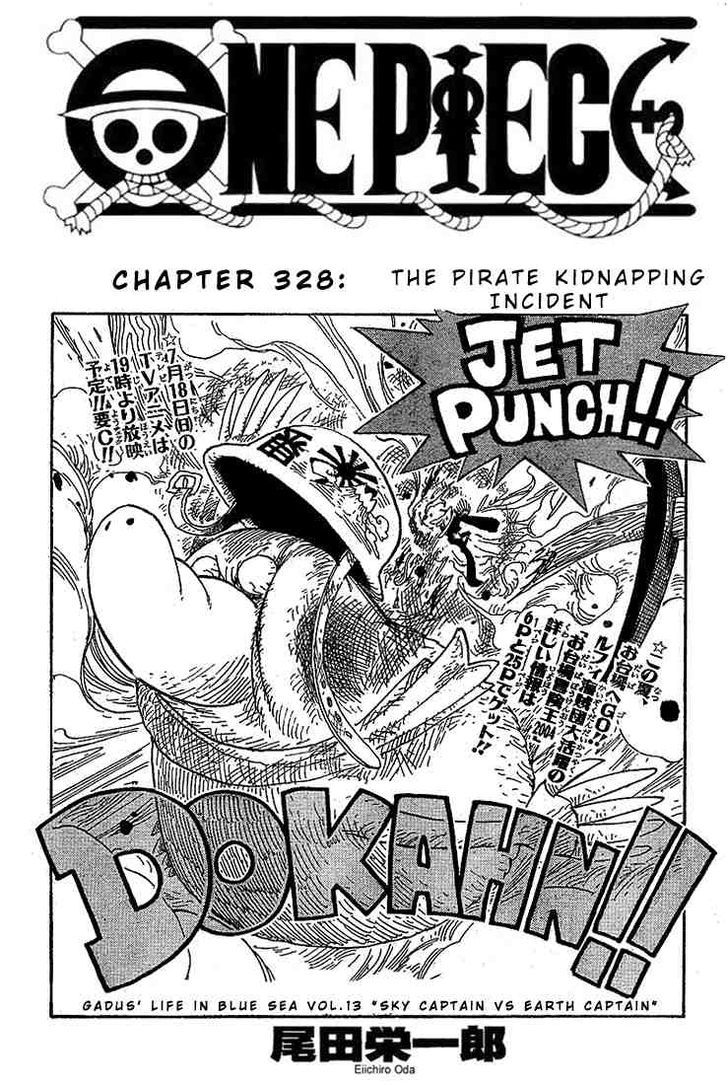 ONE PIECE
CHAPTER 328: THE PIRATE KIDNAPPING
INCIDENT
JET
PUNCH!!
☆7月18日(日)の
TVアニメは
19時より放映
予定!!要C!!
☆この夏、
お台場へGO!!
ルフィ海賊団大活躍の
「お台場冒険王2004」!!
詳しい情報は
6Pと25Pでゲット!!
DOKAHN!!
GADUS' LIFE IN BLUE SEA VOL.13 "SKY CAPTAIN VS EARTH CAPTAIN"
尾田栄一郎
Eiichiro Oda